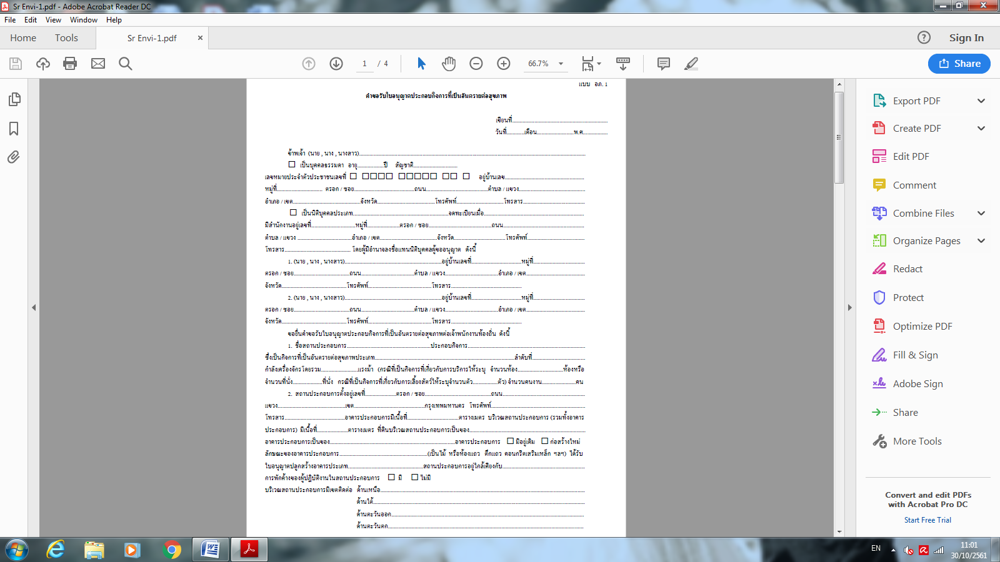 Sr Envi-1.pdf - Adobe Acrobat Reader DC
File Edit View Window Help
Home Tools Sr Envi-1.pdf × ? Sign In
1 / 4 66.7% Share
แบบ อภ. 1
คำขอรับใบอนุญาตประกอบกิจการที่เป็นอันตรายต่อสุขภาพ
เขียนที่..........................................................
วันที่............เดือน........................พ.ศ................
ข้าพเจ้า (นาย , นาง , นางสาว)..........................................................
☐ เป็นบุคคลธรรมดา อายุ.................ปี สัญชาติ............................
เลขหมายประจำตัวประชาชนเลขที่ ☐ ☐☐☐☐ ☐☐☐☐☐ ☐☐ ☐ อยู่บ้านเลข..................................
หมู่ที่.............................. ตรอก / ซอย..............................ถนน..............................ตำบล / แขวง..............................
อำเภอ / เขต..............................จังหวัด..............................โทรศัพท์..............................โทรสาร..............................
☐ เป็นนิติบุคคลประเภท..............................จดทะเบียนเมื่อ..............................
มีสำนักงานอยู่เลขที่..............................หมู่ที่....................ตรอก / ซอย..............................ถนน..............................
ตำบล / แขวง ..............................อำเภอ / เขต..............................จังหวัด..............................โทรศัพท์..............................
โทรสาร.............................. โดยผู้มีอำนาจลงชื่อแทนนิติบุคคลผู้ขออนุญาต ดังนี้
1. (นาย , นาง , นางสาว)..............................อยู่บ้านเลขที่..............................หมู่ที่..............................
ตรอก / ซอย..............................ถนน..............................ตำบล / แขวง..............................อำเภอ / เขต..............................
จังหวัด..............................โทรศัพท์..............................โทรสาร..............................
2. (นาย , นาง , นางสาว)..............................อยู่บ้านเลขที่..............................หมู่ที่..............................
ตรอก / ซอย..............................ถนน..............................ตำบล / แขวง..............................อำเภอ / เขต..............................
จังหวัด..............................โทรศัพท์..............................โทรสาร..............................
ขอยื่นคำขอรับใบอนุญาตประกอบกิจการที่เป็นอันตรายต่อสุขภาพต่อเจ้าพนักงานท้องถิ่น ดังนี้
1. ชื่อสถานประกอบการ..............................ประกอบกิจการ..............................
ซึ่งเป็นกิจการที่เป็นอันตรายต่อสุขภาพประเภท..............................ลำดับที่..............................
กำลังเครื่องจักรโดยรวม....................แรงม้า (กรณีที่เป็นกิจการที่เกี่ยวกับการบริการให้ระบุ จำนวนห้อง....................ห้องหรือ
จำนวนที่นั่ง....................ที่นั่ง กรณีที่เป็นกิจการที่เกี่ยวกับการเลี้ยงสัตว์ให้ระบุจำนวนตัว................ตัว) จำนวนคนงาน....................คน
2. สถานประกอบการตั้งอยู่เลขที่....................ตรอก / ซอย..............................ถนน..............................
แขวง..............................เขต..............................กรุงเทพมหานคร โทรศัพท์..............................
โทรสาร..............................อาคารประกอบการมีเนื้อที่..............................ตารางเมตร บริเวณสถานประกอบการ (รวมทั้งอาคาร
ประกอบการ) มีเนื้อที่....................ตารางเมตร ที่ดินบริเวณสถานประกอบการเป็นของ..............................
อาคารประกอบการเป็นของ..............................อาคารประกอบการ ☐ มีอยู่เดิม ☐ ก่อสร้างใหม่
ลักษณะของอาคารประกอบการ..............................(เป็นไม้ หรือห้องแถว ตึกแถว คอนกรีตเสริมเหล็ก ฯลฯ) ได้รับ
ใบอนุญาตปลูกสร้างอาคารประเภท..............................สถานประกอบการอยู่ใกล้เคียงกับ..............................
การพักค้างของผู้ปฏิบัติงานในสถานประกอบการ ☐ มี ☐ ไม่มี
บริเวณสถานประกอบการมีเขตติดต่อ ด้านเหนือ..............................
ด้านใต้..............................
ด้านตะวันออก..............................
ด้านตะวันตก..............................
Export PDF
Create PDF
Edit PDF
Comment
Combine Files
Organize Pages
Redact
Protect
Optimize PDF
Fill & Sign
Adobe Sign
Share
More Tools
Convert and edit PDFs
with Acrobat Pro DC
Start Free Trial
EN 11:01
30/10/2561